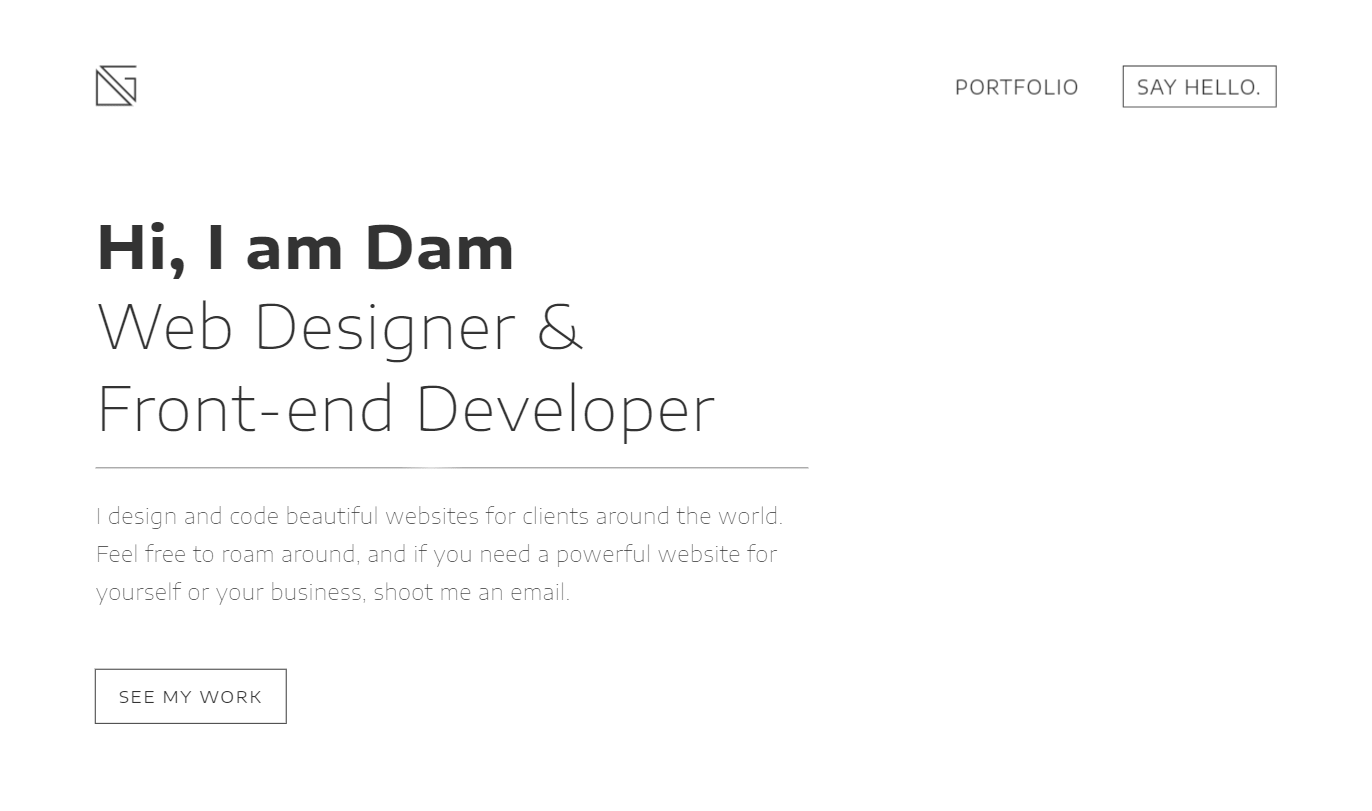 PORTFOLIO
SAY HELLO.
Hi, I am Dam
Web Designer &
Front-end Developer
I design and code beautiful websites for clients around the world.
Feel free to roam around, and if you need a powerful website for
yourself or your business, shoot me an email.
SEE MY WORK